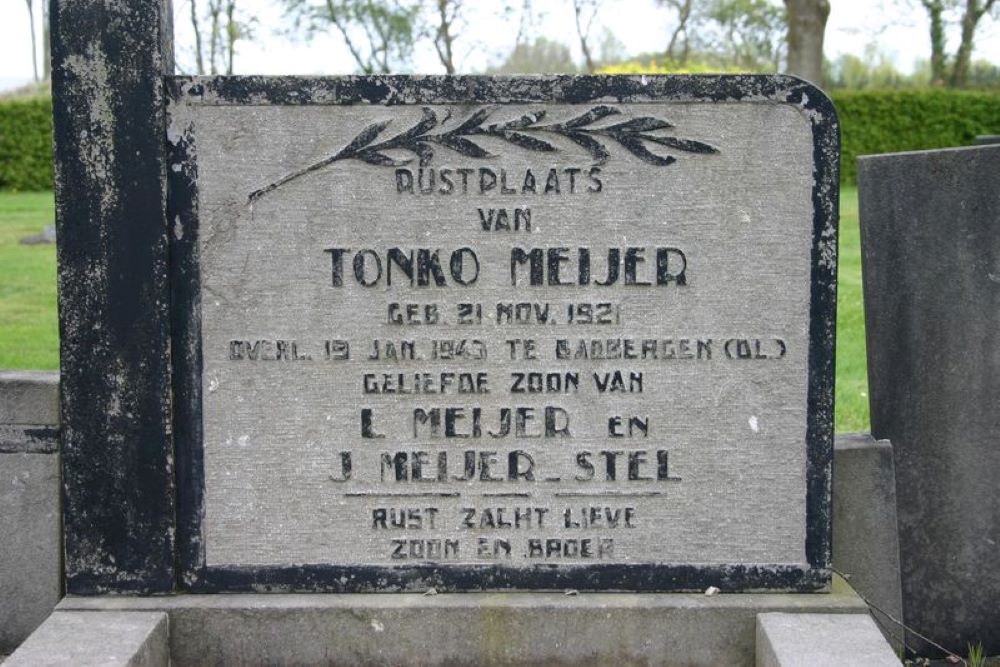 RUSTPLAATS
VAN
TONKO MEIJER
GEB. 21 NOV. 1921
OVERL. 19 JAN. 1943 TE BADBERGEN (DL.)
GELIEFDE ZOON VAN
L MEIJER EN
J. MEIJER-STEL
RUST ZACHT LIEVE
ZOON EN BROER